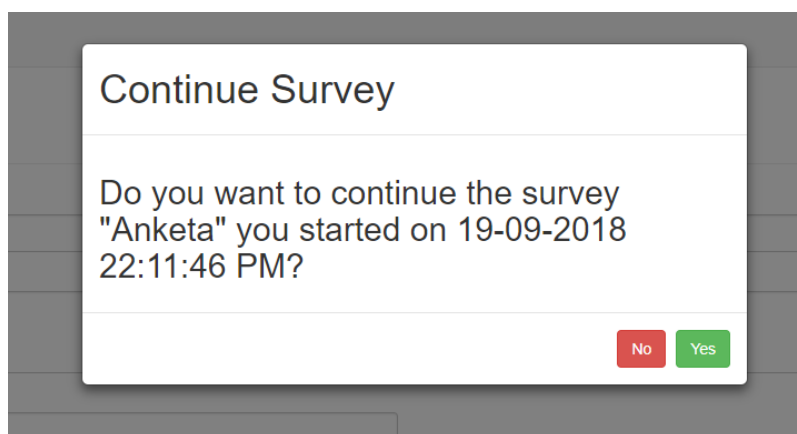 Continue Survey
Do you want to continue the survey
"Anketa" you started on 19-09-2018
22:11:46 PM?
No Yes